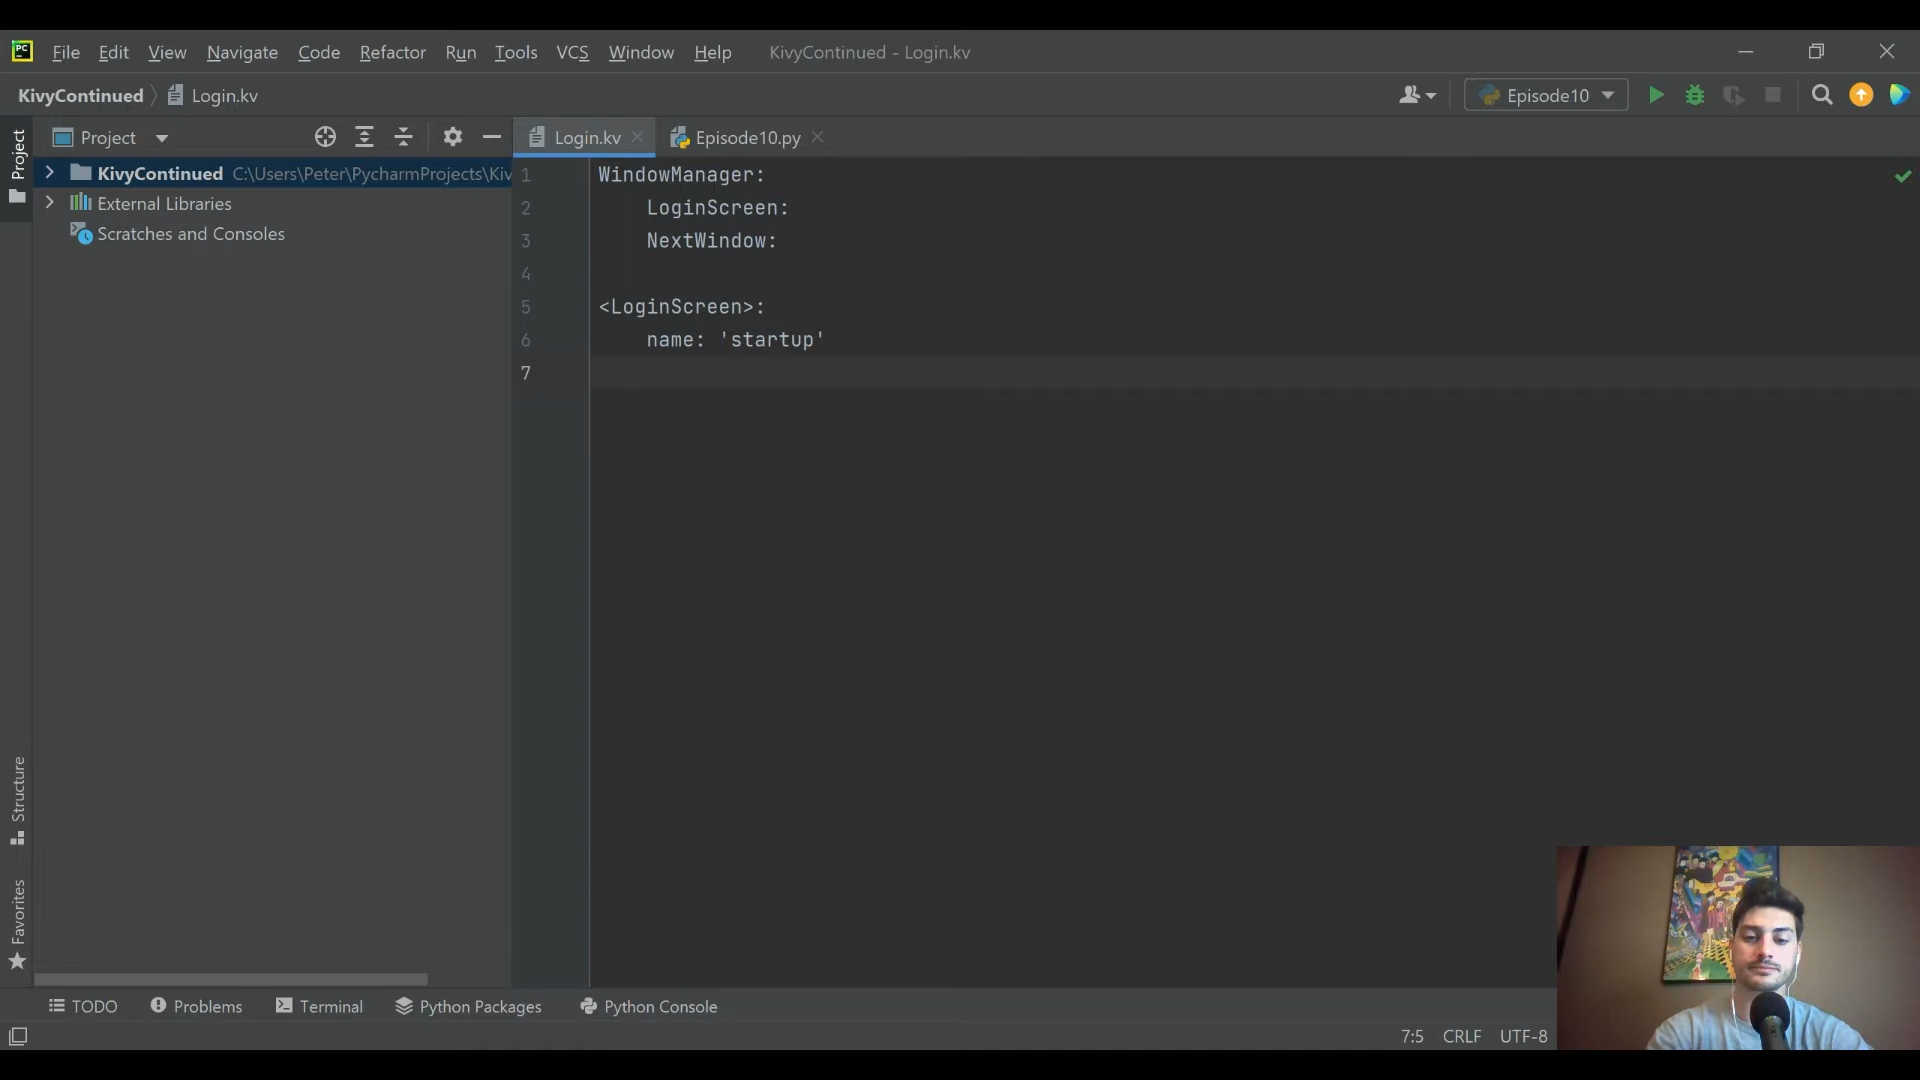 PC File Edit View Navigate Code Refactor Run Tools VCS Window Help KivyContinued - Login.kv
KivyContinued Login.kv Episode10
Project Login.kv Episode10.py
Project
KivyContinued C:\Users\Peter\PycharmProjects\Kiv
External Libraries
Scratches and Consoles
1 WindowManager:
2 LoginScreen:
3 NextWindow:
4
5 <LoginScreen>:
6 name: 'startup'
7
Structure
Favorites
TODO Problems Terminal Python Packages Python Console
7:5 CRLF UTF-8